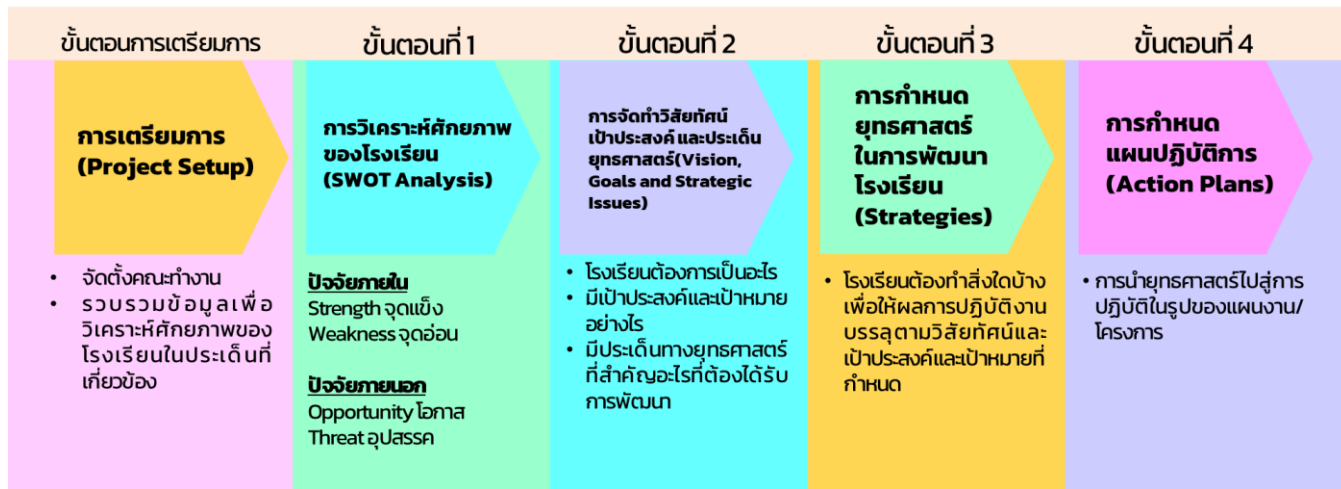 ขั้นตอนการเตรียมการ
การเตรียมการ
(Project Setup)
• จัดตั้งคณะทำงาน
• รวบรวมข้อมูลเพื่อ
วิเคราะห์ศักยภาพของ
โรงเรียนในประเด็นที่
เกี่ยวข้อง
ขั้นตอนที่ 1
การวิเคราะห์ศักยภาพ
ของโรงเรียน
(SWOT Analysis)
ปัจจัยภายใน
Strength จุดแข็ง
Weakness จุดอ่อน
ปัจจัยภายนอก
Opportunity โอกาส
Threat อุปสรรค
ขั้นตอนที่ 2
การจัดทำวิสัยทัศน์
เป้าประสงค์ และประเด็น
ยุทธศาสตร์(Vision,
Goals and Strategic
Issues)
• โรงเรียนต้องการเป็นอะไร
• มีเป้าประสงค์และเป้าหมาย
อย่างไร
• มีประเด็นทางยุทธศาสตร์
ที่สำคัญอะไรที่ต้องได้รับ
การพัฒนา
ขั้นตอนที่ 3
การกำหนด
ยุทธศาสตร์
ในการพัฒนา
โรงเรียน
(Strategies)
• โรงเรียนต้องทำสิ่งใดบ้าง
เพื่อให้ผลการปฏิบัติงาน
บรรลุตามวิสัยทัศน์และ
เป้าประสงค์และเป้าหมายที่
กำหนด
ขั้นตอนที่ 4
การกำหนด
แผนปฏิบัติการ
(Action Plans)
• การนำยุทธศาสตร์ไปสู่การ
ปฏิบัติในรูปของแผนงาน/
โครงการ